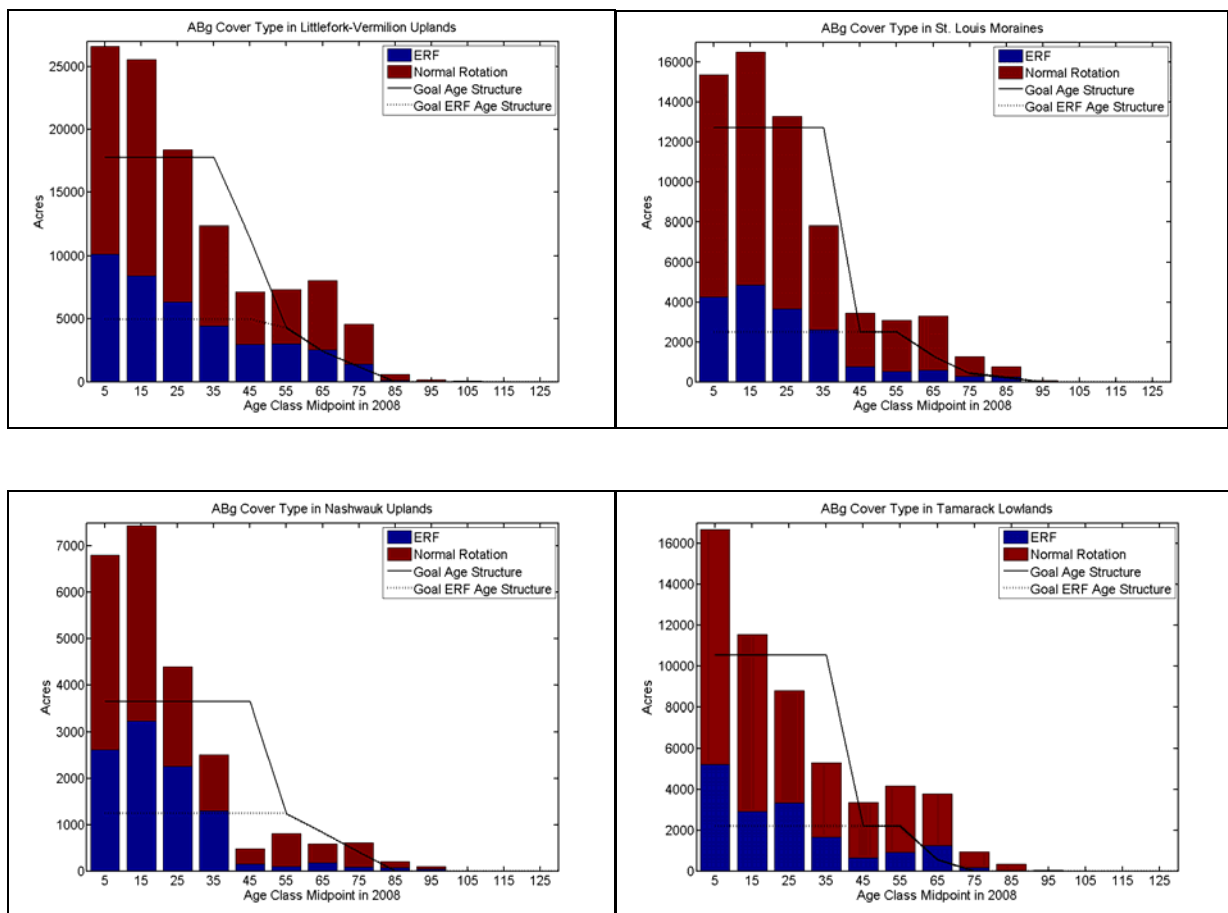 ABg Cover Type in Littlefork-Vermilion Uplands
ERF
Normal Rotation
Goal Age Structure
Goal ERF Age Structure
Acres
25000
20000
15000
10000
5000
0
5 15 25 35 45 55 65 75 85 95 105 115 125
Age Class Midpoint in 2008
ABg Cover Type in St. Louis Moraines
ERF
Normal Rotation
Goal Age Structure
Goal ERF Age Structure
Acres
16000
14000
12000
10000
8000
6000
4000
2000
0
5 15 25 35 45 55 65 75 85 95 105 115 125
Age Class Midpoint in 2008
ABg Cover Type in Nashwauk Uplands
ERF
Normal Rotation
Goal Age Structure
Goal ERF Age Structure
Acres
7000
6000
5000
4000
3000
2000
1000
0
5 15 25 35 45 55 65 75 85 95 105 115 125
Age Class Midpoint in 2008
ABg Cover Type in Tamarack Lowlands
ERF
Normal Rotation
Goal Age Structure
Goal ERF Age Structure
Acres
16000
14000
12000
10000
8000
6000
4000
2000
0
5 15 25 35 45 55 65 75 85 95 105 115 125
Age Class Midpoint in 2008